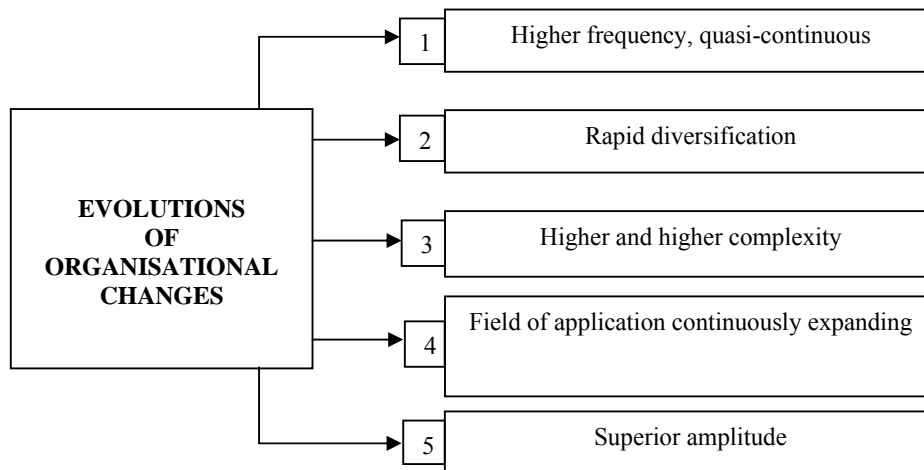 1
Higher frequency, quasi-continuous
2
Rapid diversification
EVOLUTIONS
OF
ORGANISATIONAL
CHANGES
3
Higher and higher complexity
4
Field of application continuously expanding
5
Superior amplitude